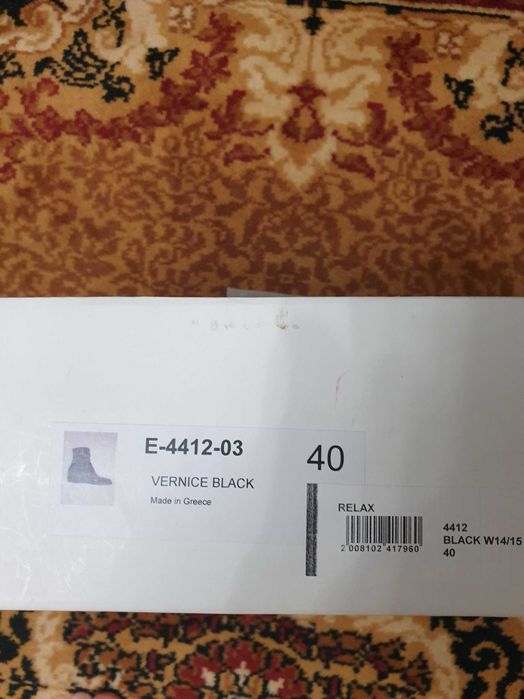 E-4412-03
40
VERNICE BLACK
Made in Greece
RELAX
2 008102 417960
4412
BLACK W14/15
40